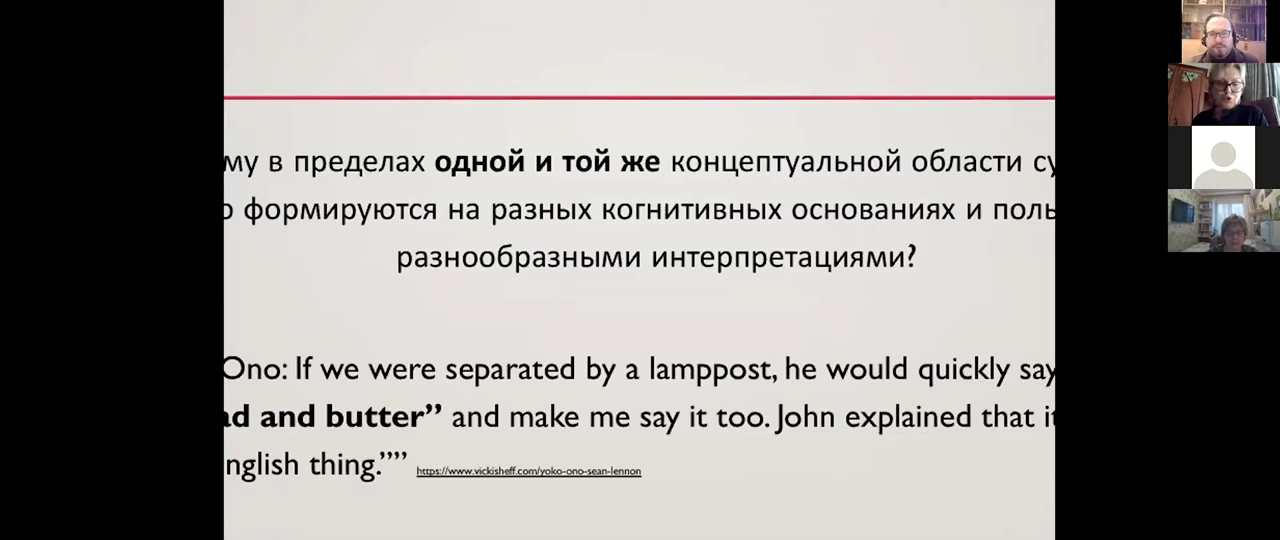 му в пределах одной и той же концептуальной области су
о формируются на разных когнитивных основаниях и поль
разнообразными интерпретациями?
Ono: If we were separated by a lamppost, he would quickly say
ad and butter” and make me say it too. John explained that it
nglish thing.”” https://www.vickisheff.com/yoko-ono-sean-lennon